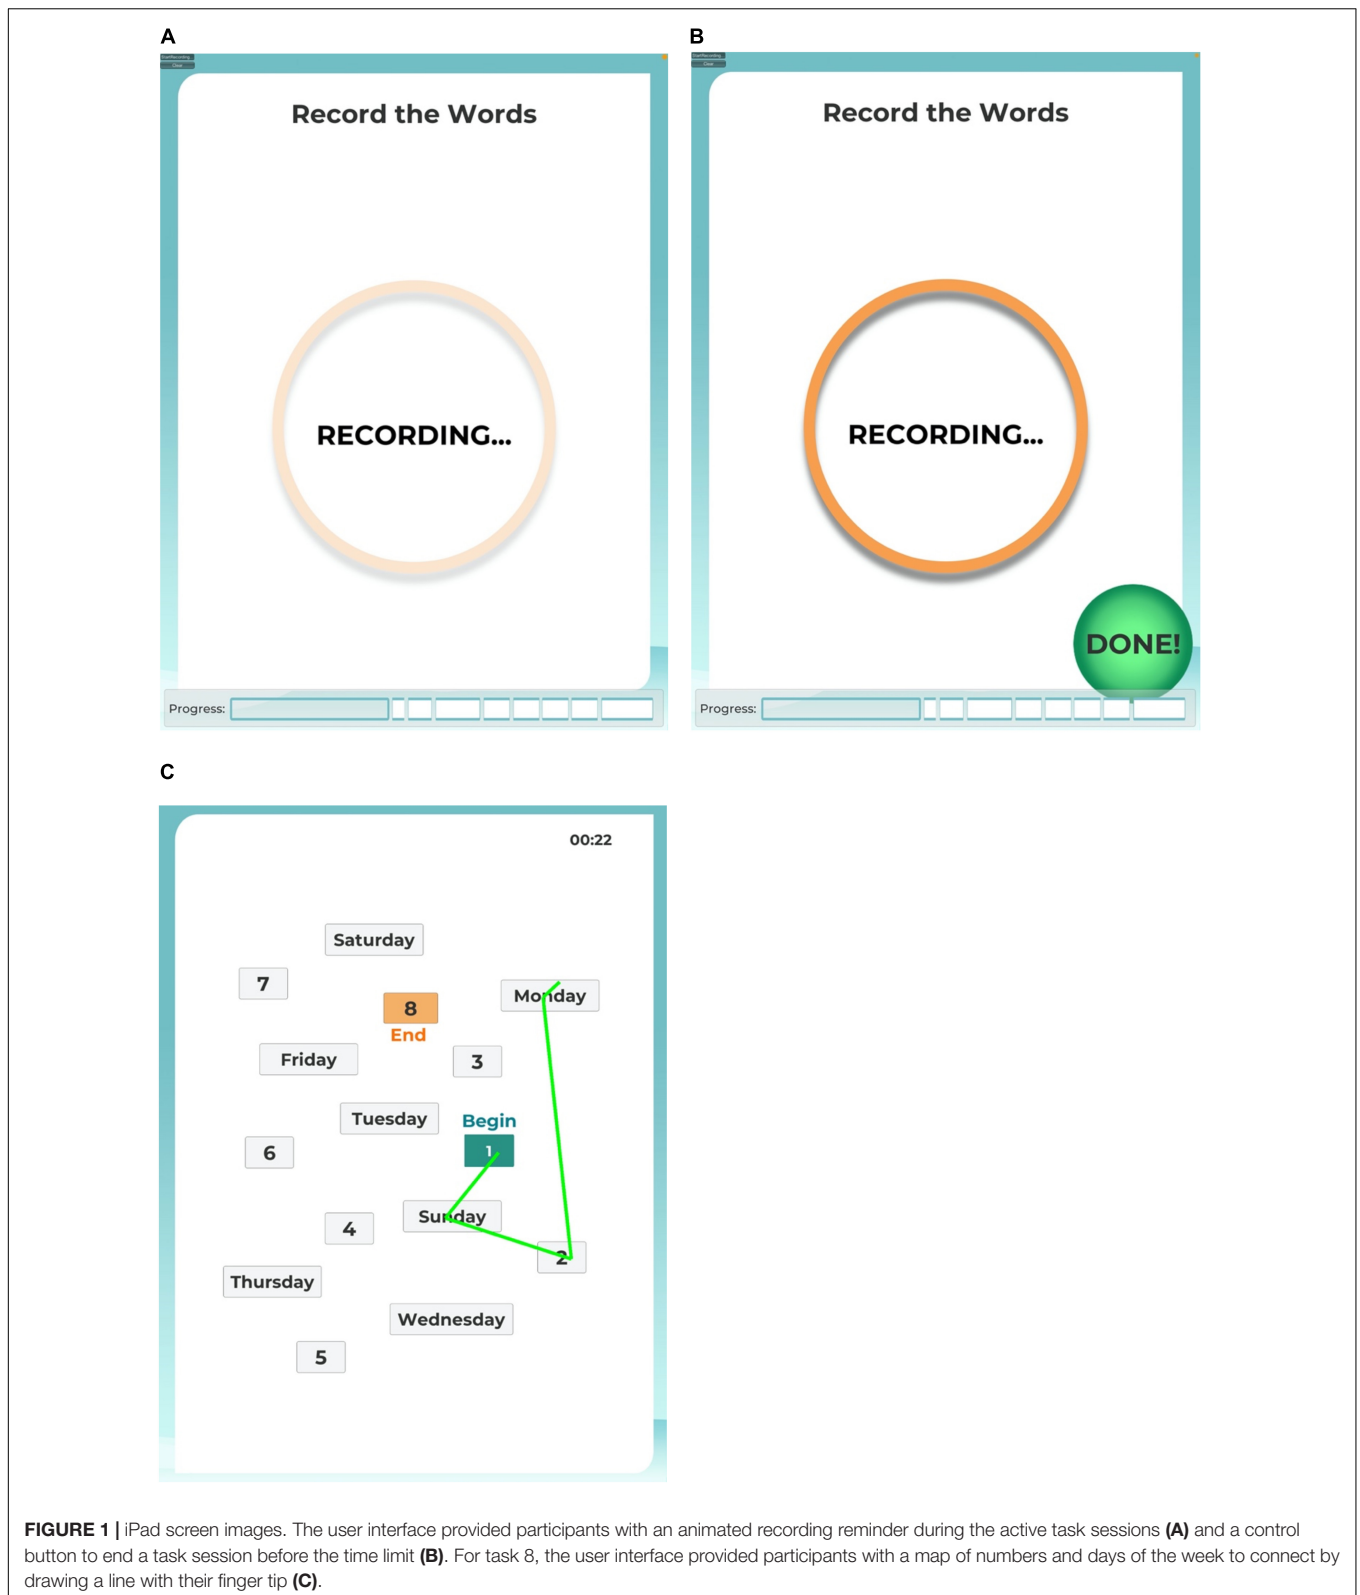 A
StartRecording
Clear
Record the Words
RECORDING...
Progress:
B
StartRecording
Clear
Record the Words
RECORDING...
DONE!
Progress:
C
00:22
Saturday
7
Monday
8
End
Friday
3
Tuesday
Begin
1
6
Sunday
4
2
Thursday
Wednesday
5
FIGURE 1 | iPad screen images. The user interface provided participants with an animated recording reminder during the active task sessions (A) and a control
button to end a task session before the time limit (B). For task 8, the user interface provided participants with a map of numbers and days of the week to connect by
drawing a line with their finger tip (C).